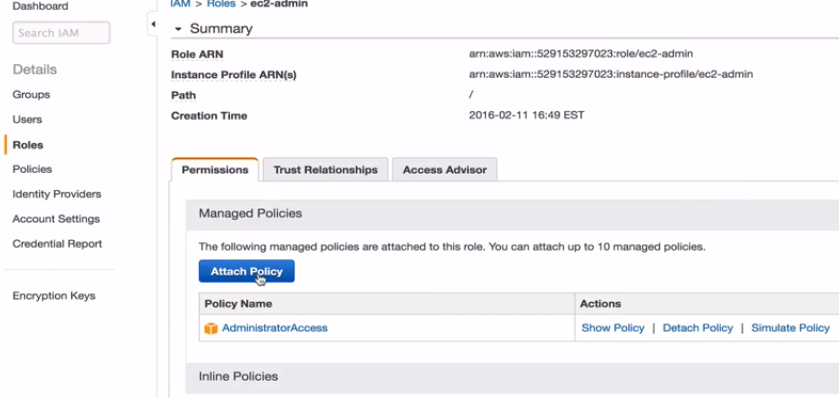 Dashboard
IAM > Roles > ec2-admin
Search IAM
Summary
Role ARN arn:aws:iam::529153297023:role/ec2-admin
Details
Instance Profile ARN(s) arn:aws:iam::529153297023:instance-profile/ec2-admin
Groups
Path /
Users
Creation Time 2016-02-11 16:49 EST
Roles
Policies
Identity Providers
Account Settings
Credential Report
Encryption Keys
Permissions Trust Relationships Access Advisor
Managed Policies
The following managed policies are attached to this role. You can attach up to 10 managed policies.
Attach Policy
Policy Name Actions
AdministratorAccess Show Policy | Detach Policy | Simulate Policy
Inline Policies